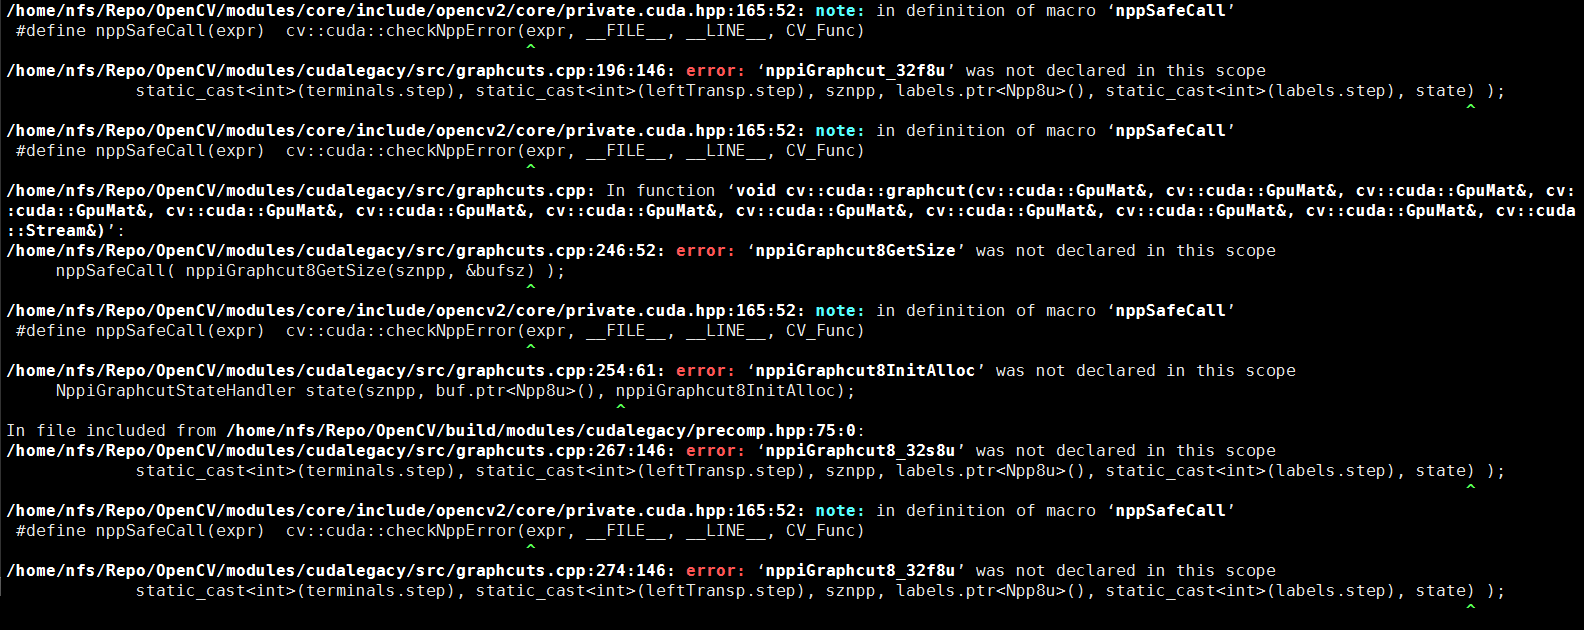 /home/nfs/Repo/OpenCV/modules/core/include/opencv2/core/private.cuda.hpp:165:52: note: in definition of macro ‘nppSafeCall’
 #define nppSafeCall(expr)  cv::cuda::checkNppError(expr, __FILE__, __LINE__, CV_Func)
^
/home/nfs/Repo/OpenCV/modules/cudalegacy/src/graphcuts.cpp:196:146: error: ‘nppiGraphcut_32f8u’ was not declared in this scope
static_cast<int>(terminals.step), static_cast<int>(leftTransp.step), sznpp, labels.ptr<Npp8u>(), static_cast<int>(labels.step), state) );
^
/home/nfs/Repo/OpenCV/modules/core/include/opencv2/core/private.cuda.hpp:165:52: note: in definition of macro ‘nppSafeCall’
 #define nppSafeCall(expr)  cv::cuda::checkNppError(expr, __FILE__, __LINE__, CV_Func)
^
/home/nfs/Repo/OpenCV/modules/cudalegacy/src/graphcuts.cpp: In function ‘void cv::cuda::graphcut(cv::cuda::GpuMat&, cv::cuda::GpuMat&, cv::cuda::GpuMat&, cv:
:cuda::GpuMat&, cv::cuda::GpuMat&, cv::cuda::GpuMat&, cv::cuda::GpuMat&, cv::cuda::GpuMat&, cv::cuda::GpuMat&, cv::cuda::GpuMat&, cv::cuda::GpuMat&, cv::cuda
::Stream&)’:
/home/nfs/Repo/OpenCV/modules/cudalegacy/src/graphcuts.cpp:246:52: error: ‘nppiGraphcut8GetSize’ was not declared in this scope
nppSafeCall( nppiGraphcut8GetSize(sznpp, &bufsz) );
^
/home/nfs/Repo/OpenCV/modules/core/include/opencv2/core/private.cuda.hpp:165:52: note: in definition of macro ‘nppSafeCall’
 #define nppSafeCall(expr)  cv::cuda::checkNppError(expr, __FILE__, __LINE__, CV_Func)
^
/home/nfs/Repo/OpenCV/modules/cudalegacy/src/graphcuts.cpp:254:61: error: ‘nppiGraphcut8InitAlloc’ was not declared in this scope
NppiGraphcutStateHandler state(sznpp, buf.ptr<Npp8u>(), nppiGraphcut8InitAlloc);
^
In file included from /home/nfs/Repo/OpenCV/build/modules/cudalegacy/precomp.hpp:75:0:
/home/nfs/Repo/OpenCV/modules/cudalegacy/src/graphcuts.cpp:267:146: error: ‘nppiGraphcut8_32s8u’ was not declared in this scope
static_cast<int>(terminals.step), static_cast<int>(leftTransp.step), sznpp, labels.ptr<Npp8u>(), static_cast<int>(labels.step), state) );
^
/home/nfs/Repo/OpenCV/modules/core/include/opencv2/core/private.cuda.hpp:165:52: note: in definition of macro ‘nppSafeCall’
 #define nppSafeCall(expr)  cv::cuda::checkNppError(expr, __FILE__, __LINE__, CV_Func)
^
/home/nfs/Repo/OpenCV/modules/cudalegacy/src/graphcuts.cpp:274:146: error: ‘nppiGraphcut8_32f8u’ was not declared in this scope
static_cast<int>(terminals.step), static_cast<int>(leftTransp.step), sznpp, labels.ptr<Npp8u>(), static_cast<int>(labels.step), state) );
^